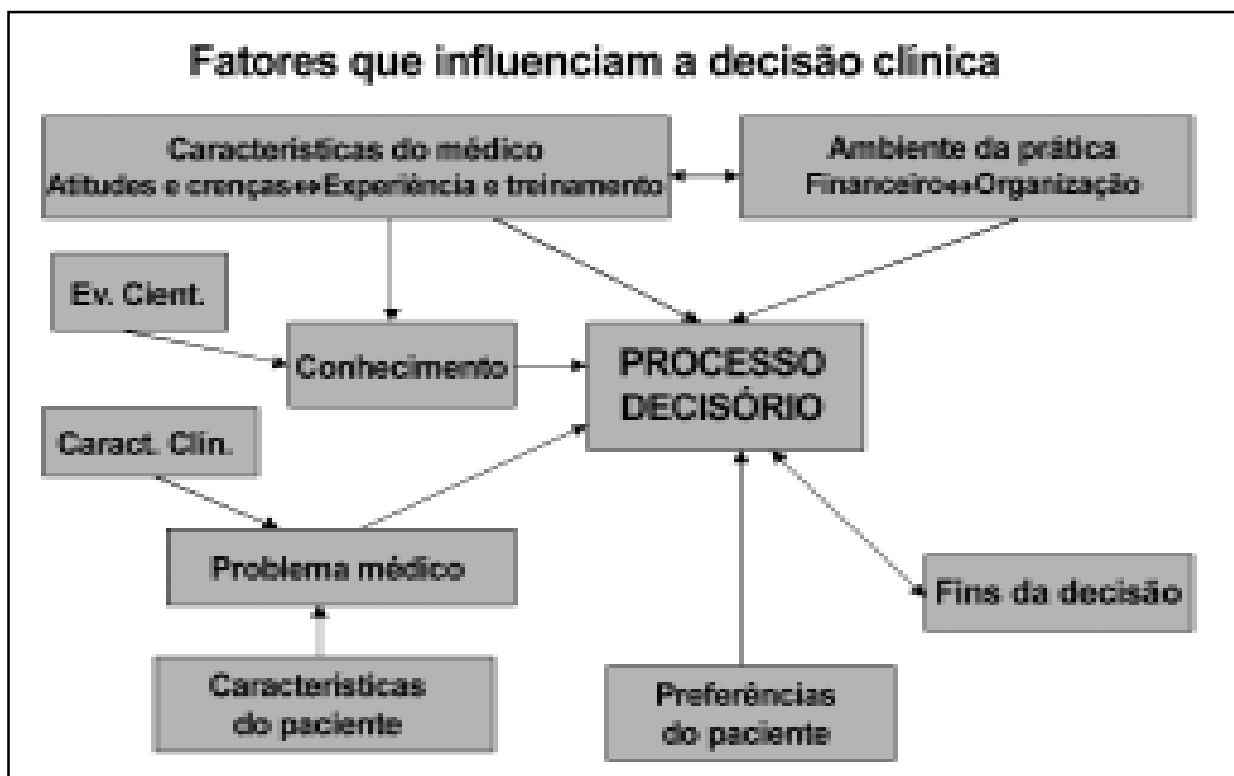 Fatores que influenciam a decisão clínica
Características do médico
Atitudes e crenças↔Experiência e treinamento
Ambiente da prática
Financeiro↔Organização
Ev. Cient.
Conhecimento
PROCESSO
DECISÓRIO
Caract. Clin.
Problema médico
Fins da decisão
Características
do paciente
Preferências
do paciente